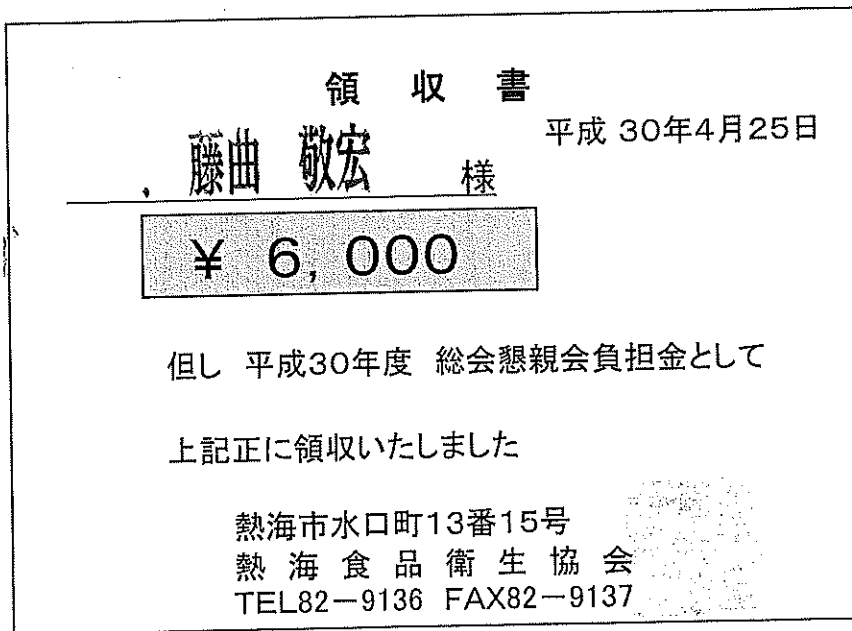 領収書
平成 30年4月25日
藤曲 敬宏 様
¥ 6,000
但し 平成30年度 総会懇親会負担金として
上記正に領収いたしました
熱海市水口町13番15号
熱海食品衛生協会
TEL82-9136 FAX82-9137